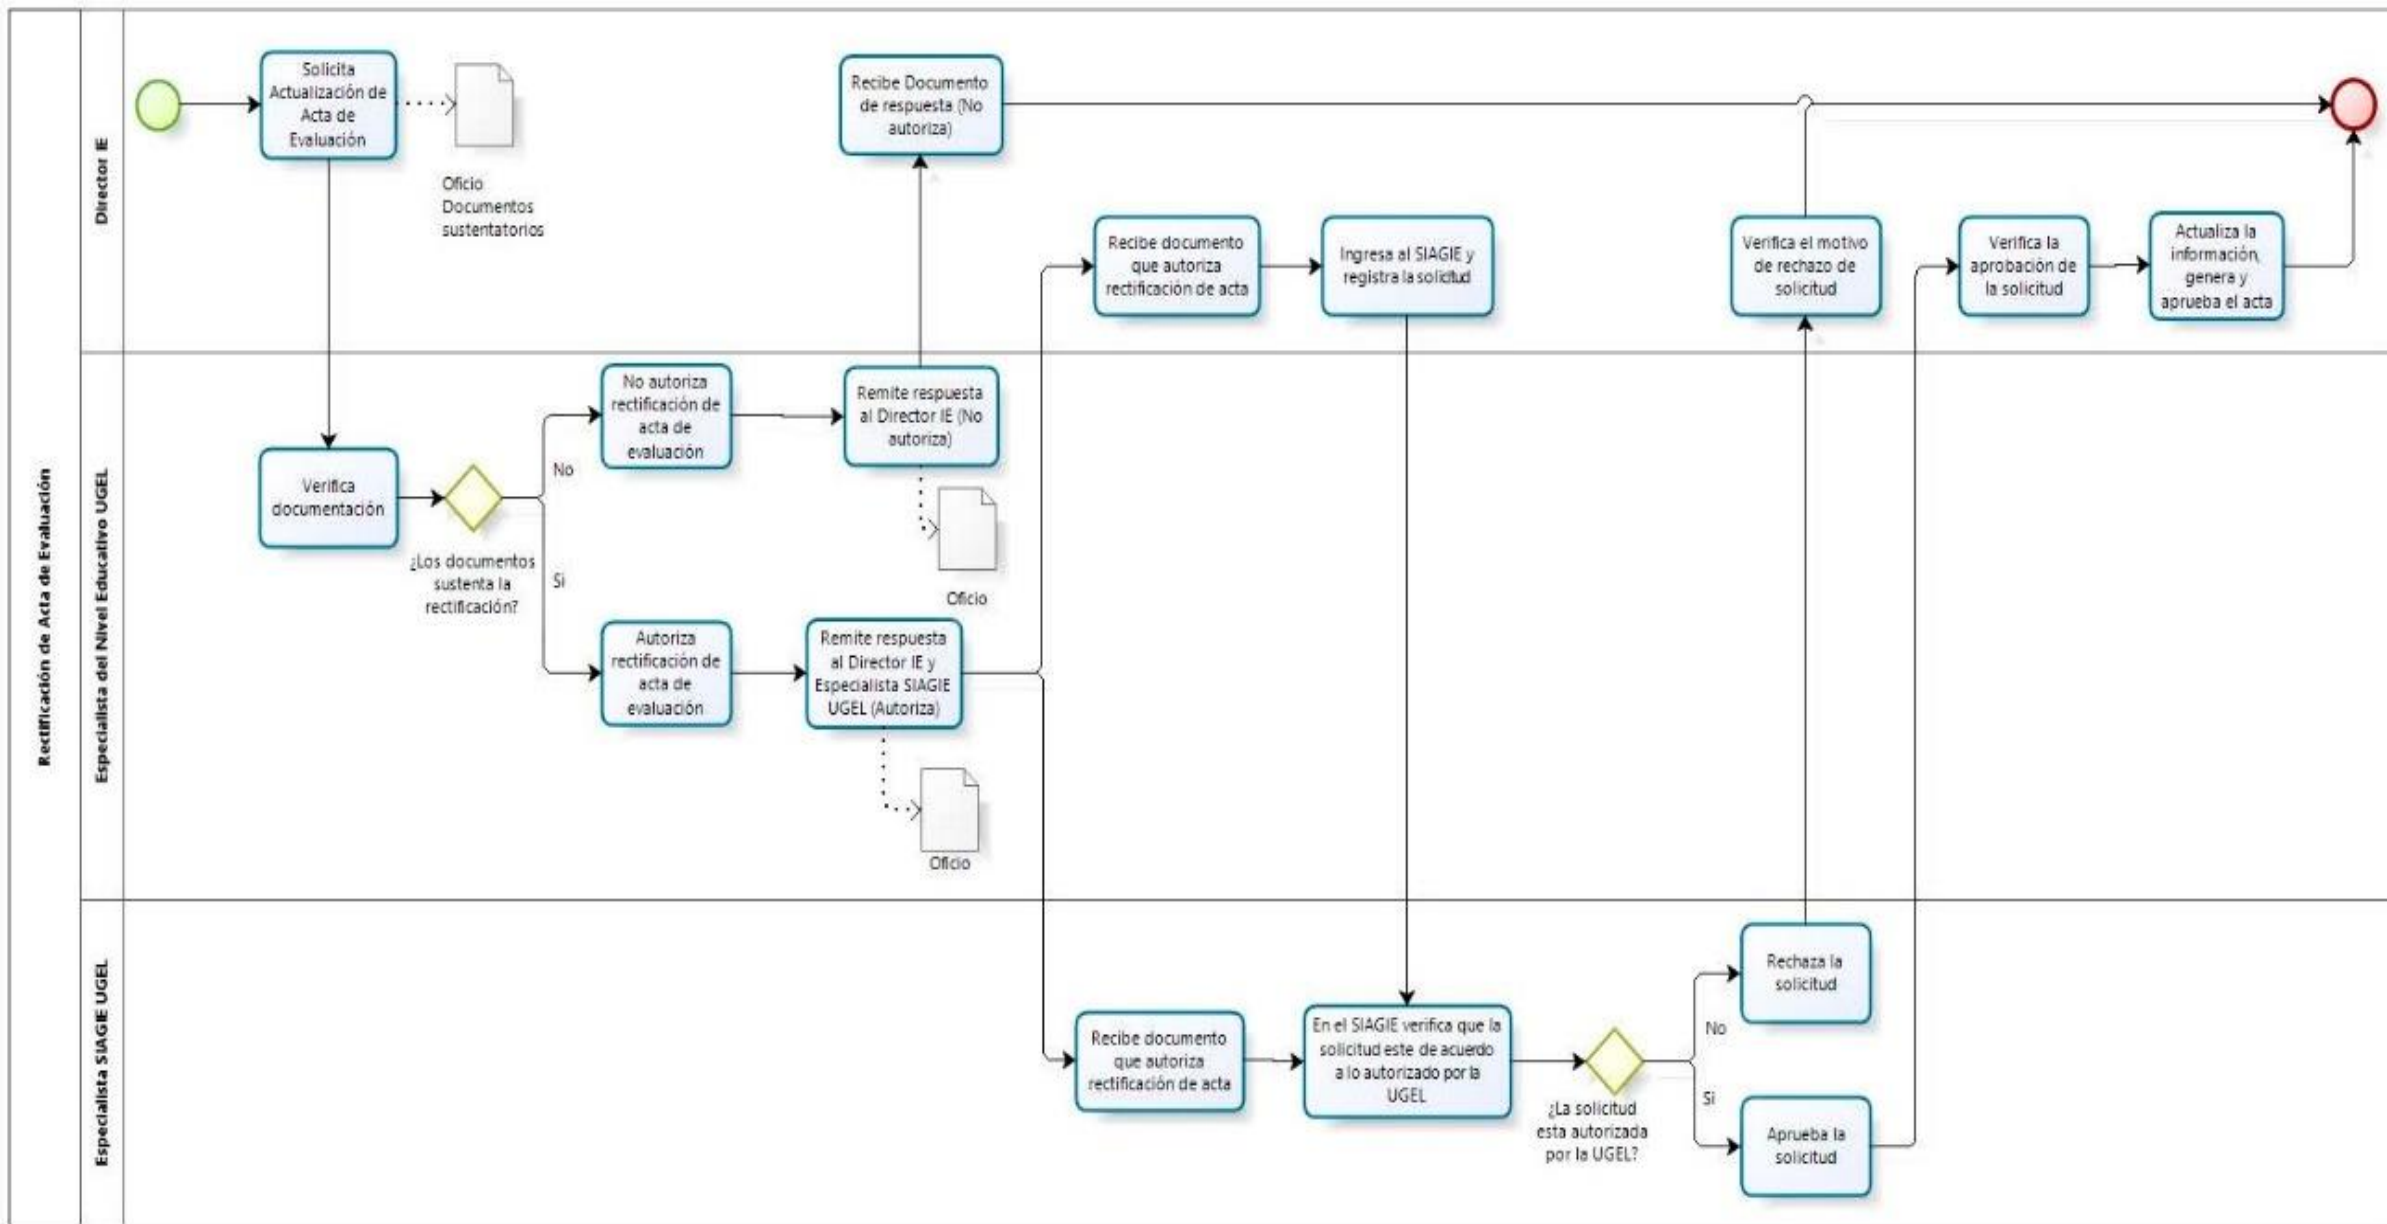 Rectificación de Acta de Evaluación
Director IE
Solicita
Actualización de
Acta de
Evaluación
Oficio
Documentos
sustentatorios
Recibe Documento
de respuesta (No
autoriza)
Recibe documento
que autoriza
rectificación de acta
Ingresa al SIAGIE y
registra la solicitud
Verifica el motivo
de rechazo de
solicitud
Verifica la
aprobación de
la solicitud
Actualiza la
información,
genera y
aprueba el acta
Especialista del Nivel Educativo UGEL
Verifica
documentación
¿Los documentos
sustenta la
rectificación?
No
Si
No autoriza
rectificación de
acta de
evaluación
Remite respuesta
al Director IE (No
autoriza)
Oficio
Autoriza
rectificación de
acta de
evaluación
Remite respuesta
al Director IE y
Especialista SIAGIE
UGEL (Autoriza)
Oficio
Especialista SIAGIE UGEL
Recibe documento
que autoriza
rectificación de acta
En el SIAGIE verifica que la
solicitud este de acuerdo
a lo autorizado por la
UGEL
¿La solicitud
esta autorizada
por la UGEL?
No
Si
Rechaza la
solicitud
Aprueba la
solicitud